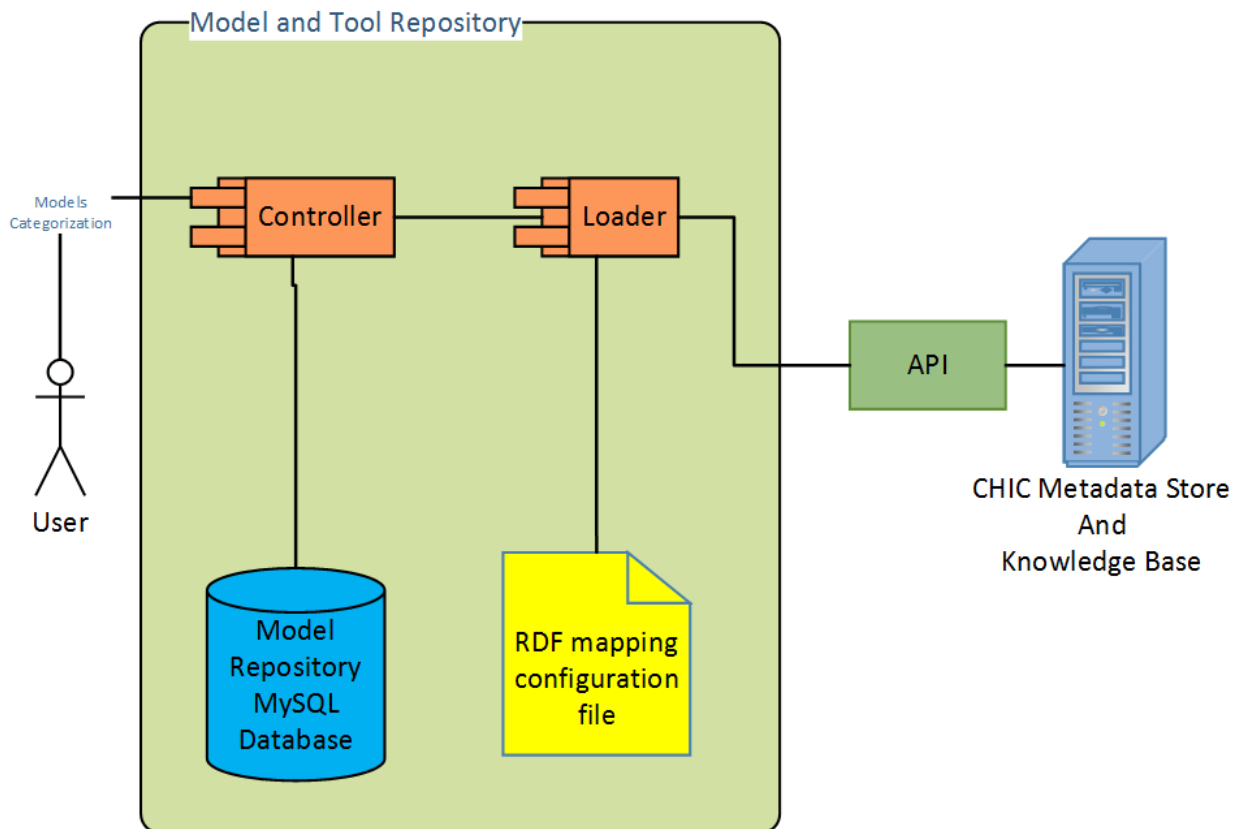 Model and Tool Repository
Models
Categorization
Controller
Loader
API
User
CHIC Metadata Store
And
Knowledge Base
Model
Repository
MySQL
Database
RDF mapping
configuration
file